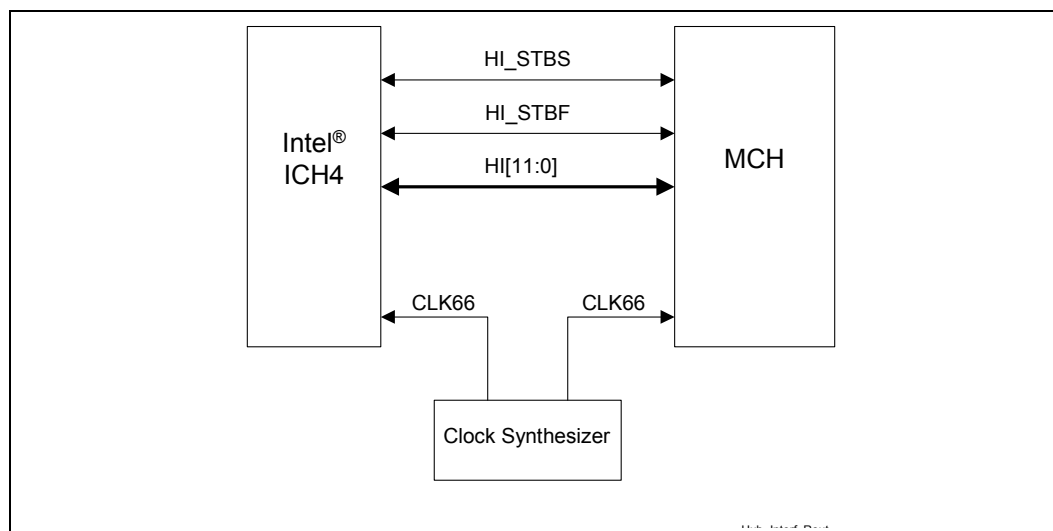 HI_STBS
HI_STBF
Intel®
ICH4
HI[11:0]
MCH
CLK66
CLK66
Clock Synthesizer